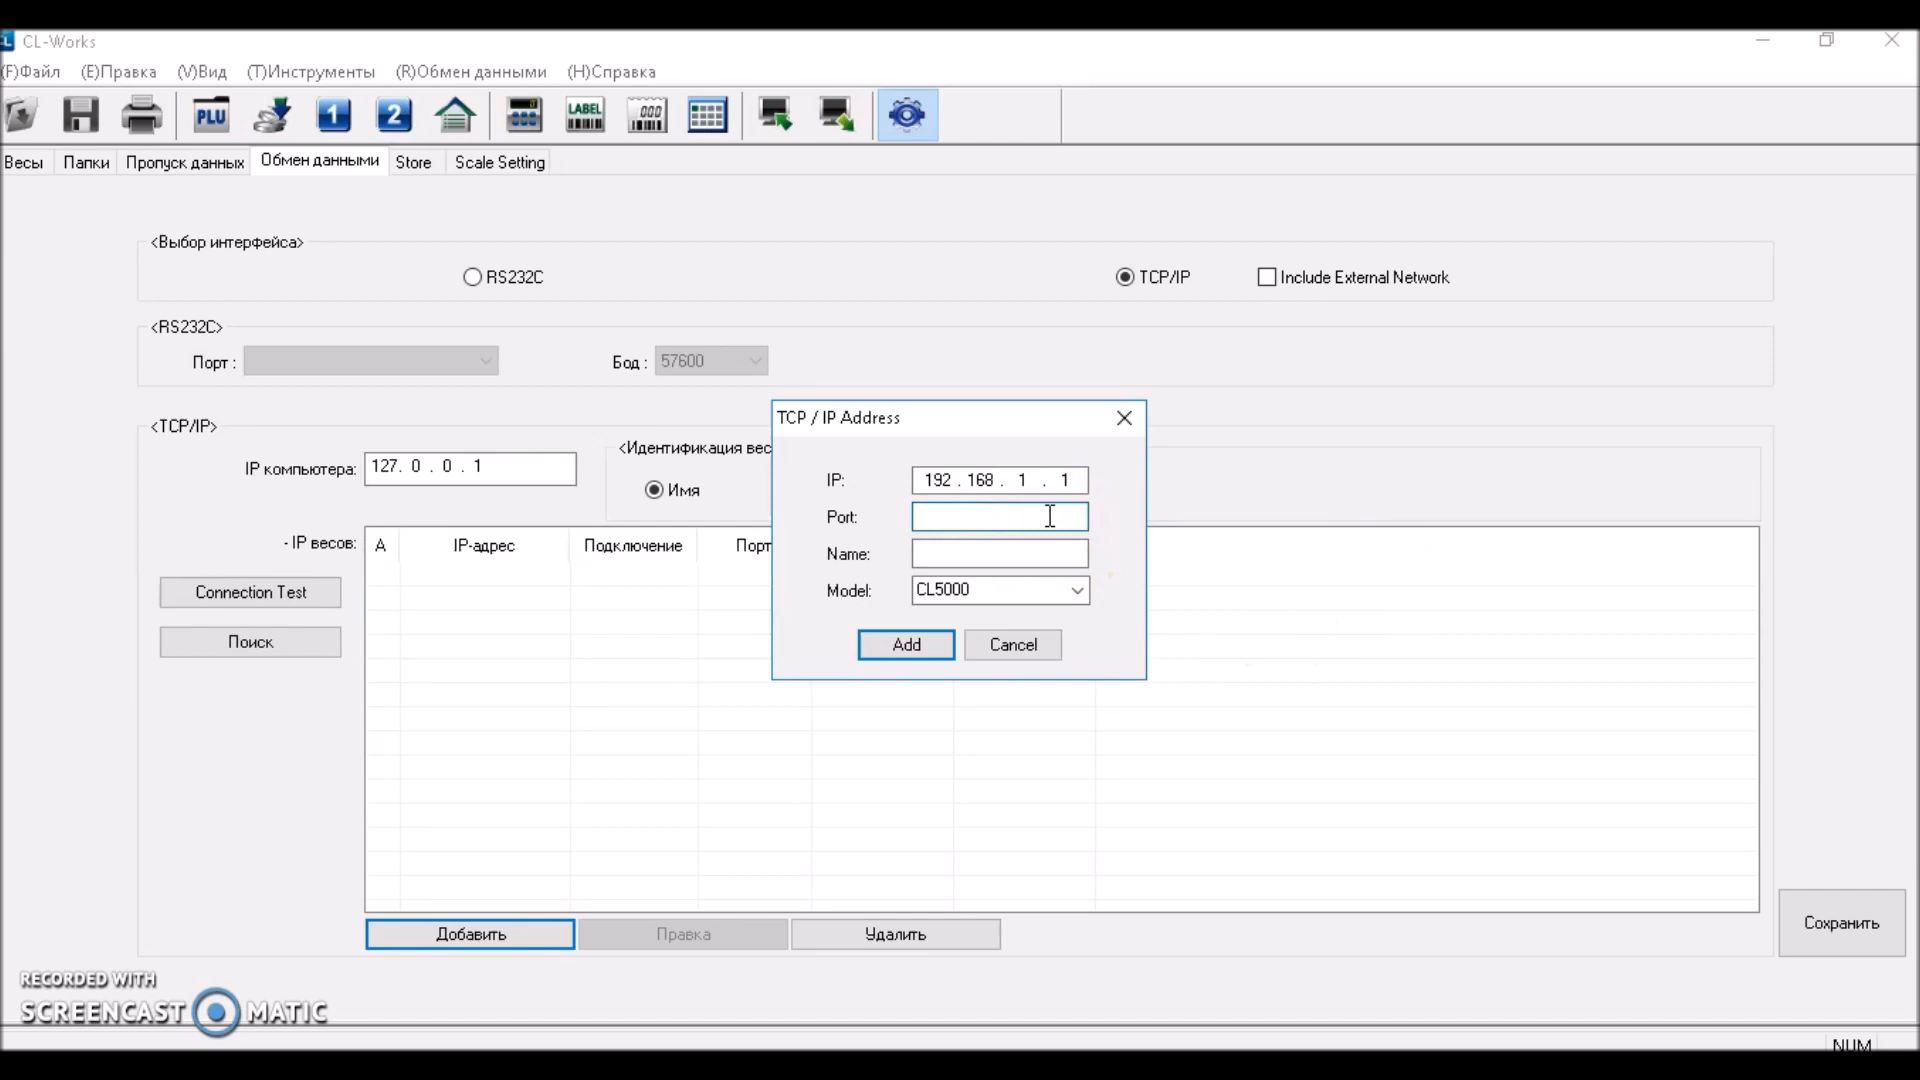 CL-Works
(F)Файл (E)Правка (V)Вид (T)Инструменты (R)Обмен данными (H)Справка
PLU 1 2 LABEL 000
Весы Папки Пропуск данных Обмен данными Store Scale Setting
<Выбор интерфейса>
RS232C TCP/IP Include External Network
<RS232C>
Порт : Бод : 57600
<TCP/IP>
IP компьютера: 127. 0 . 0 . 1
<Идентификация вес
Имя
- IP весов: A IP-адрес Подключение Порт
Connection Test
Поиск
TCP / IP Address
IP: 192 . 168 . 1 . 1
Port:
Name:
Model: CL5000
Add Cancel
Добавить Правка Удалить
Сохранить
RECORDED WITH
SCREENCAST MATIC
NUM